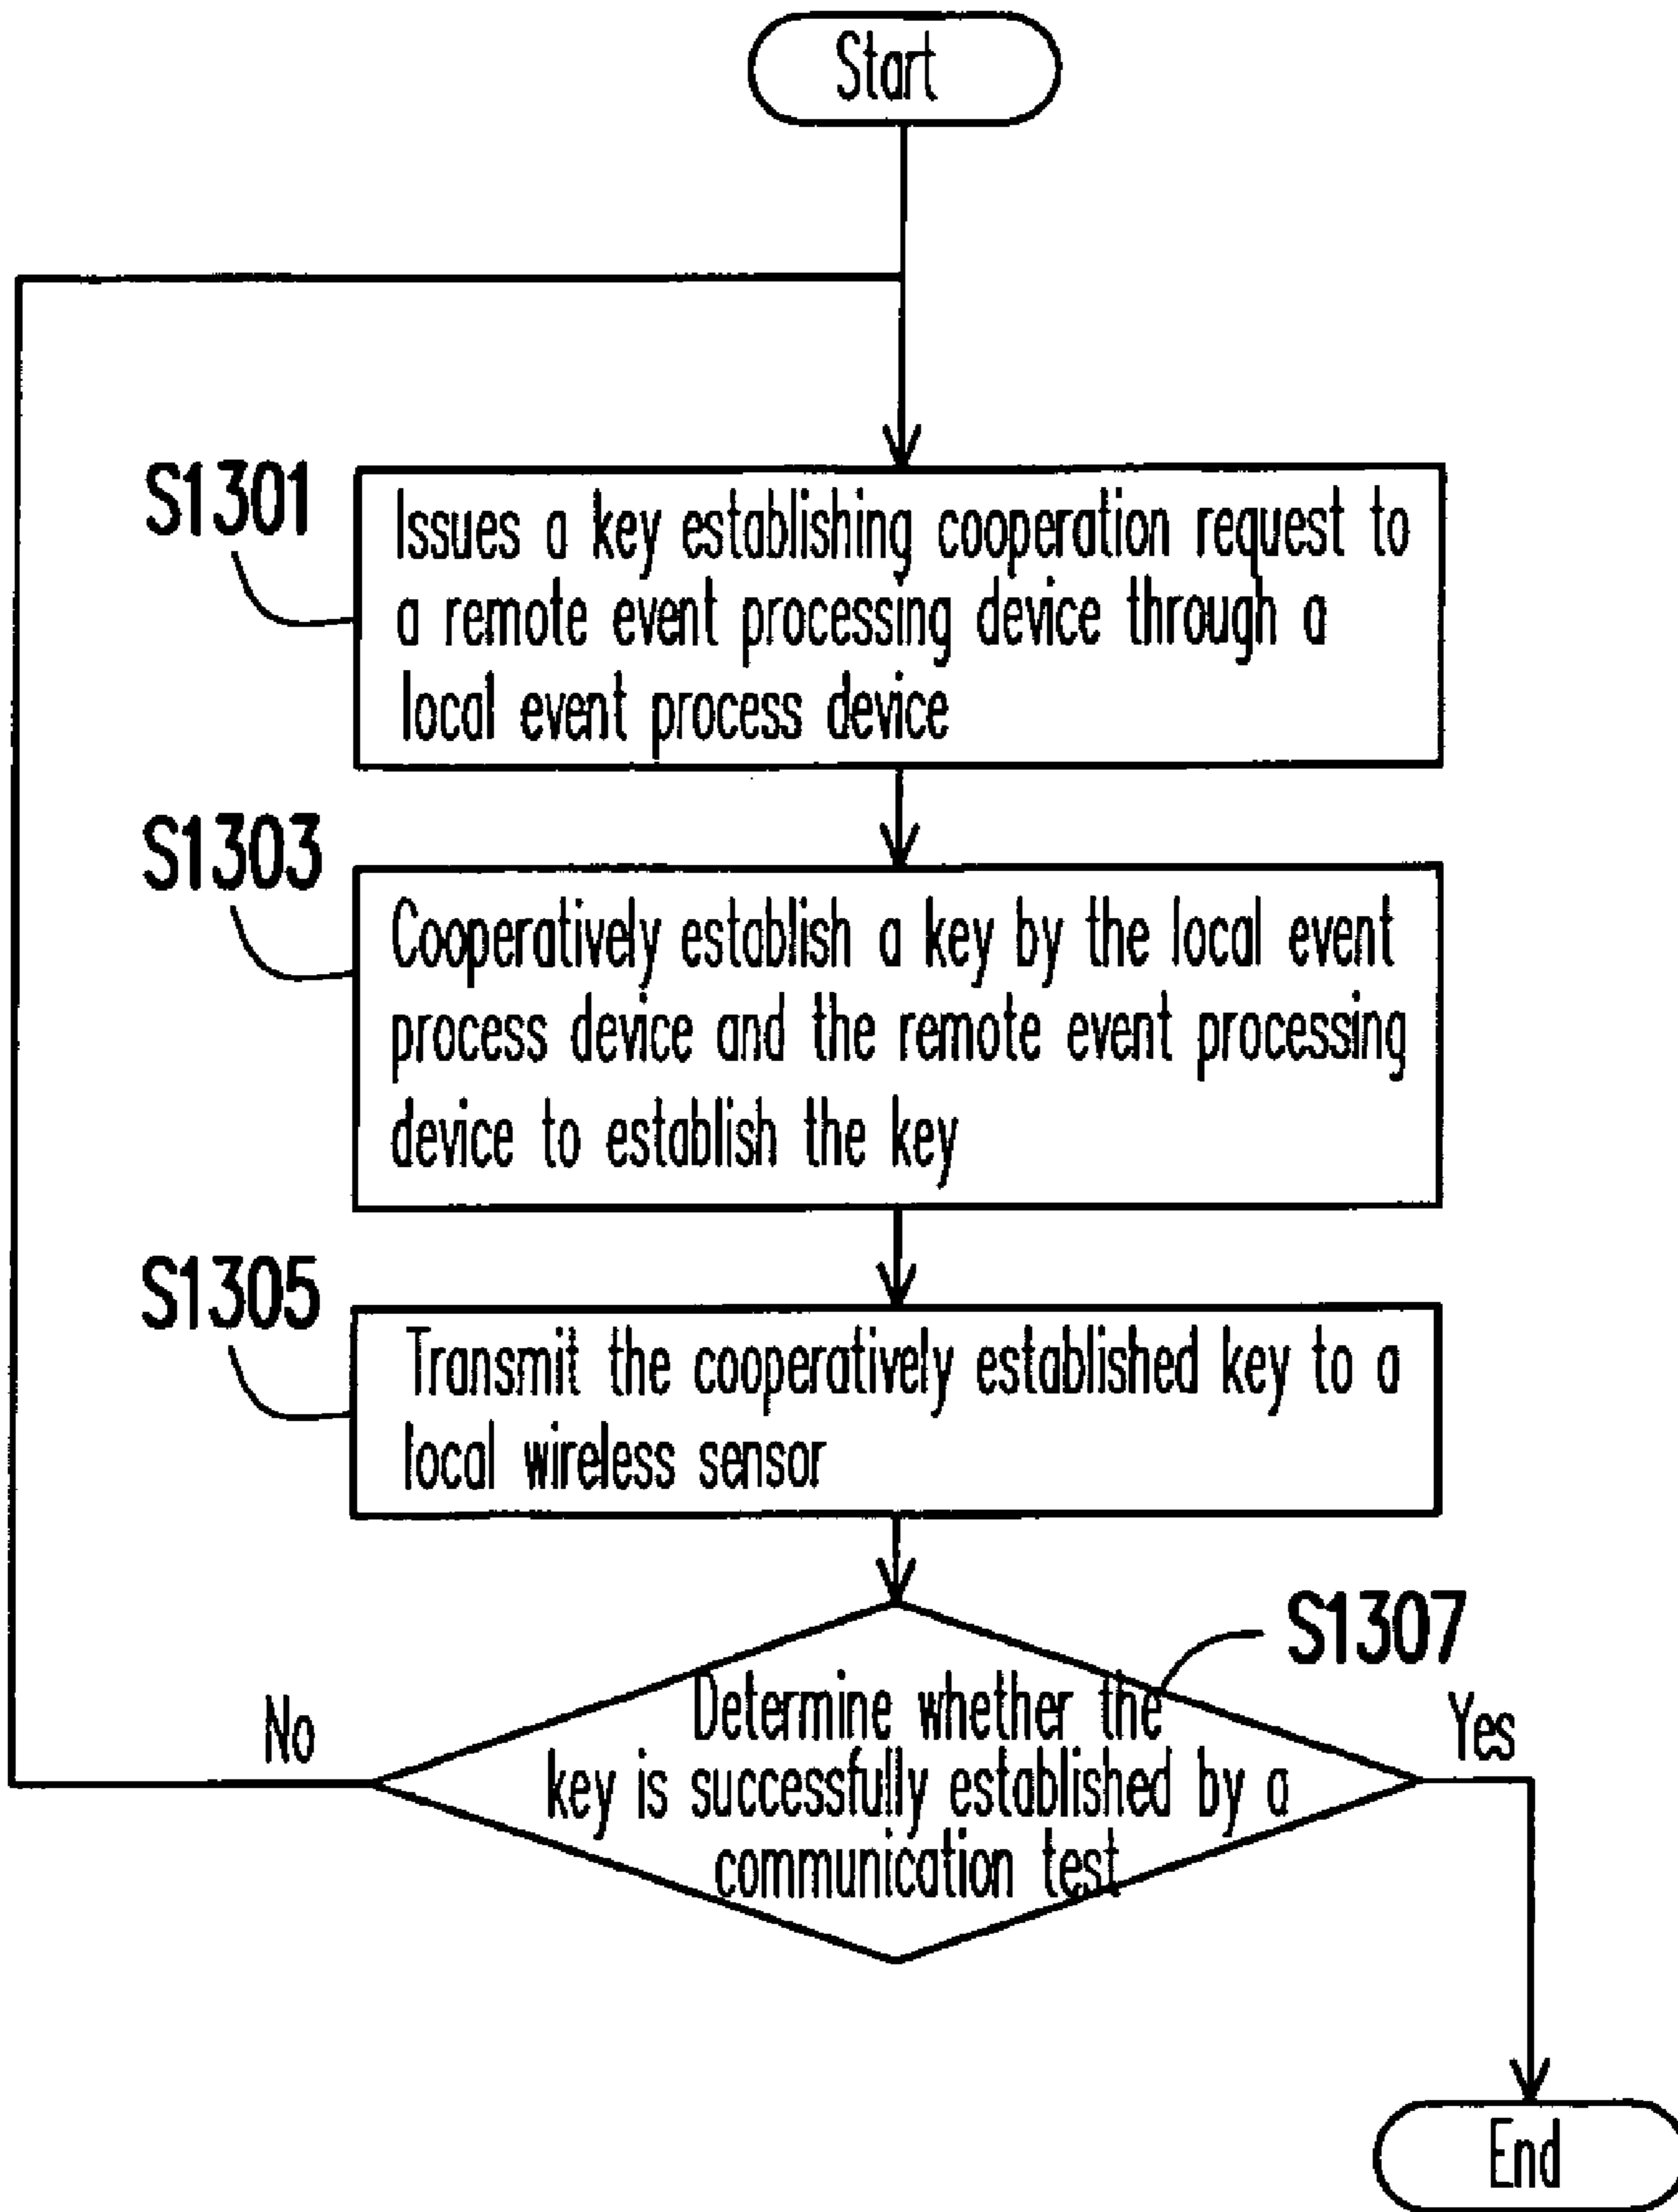 Start
S1301
Issues a key establishing cooperation request to
a remote event processing device through a
local event process device
S1303
Cooperatively establish a key by the local event
process device and the remote event processing
device to establish the key
S1305
Transmit the cooperatively established key to a
local wireless sensor
S1307
Determine whether the
key is successfully established by a
communication test
No
Yes
End